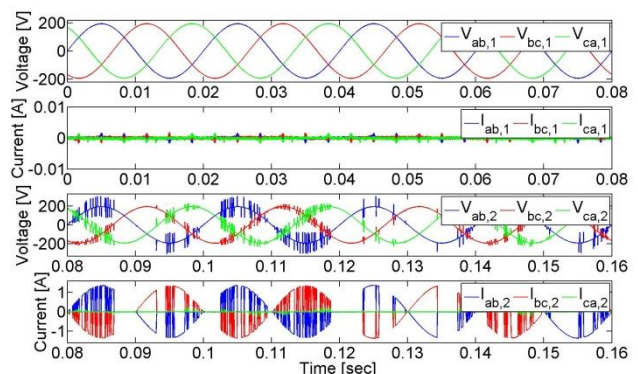 Voltage [V]
200
0
-200
V_ab,1 V_bc,1 V_ca,1
0 0.01 0.02 0.03 0.04 0.05 0.06 0.07 0.08
Current [A]
0.01
0
-0.01
I_ab,1 I_bc,1 I_ca,1
0 0.01 0.02 0.03 0.04 0.05 0.06 0.07 0.08
Voltage [V]
200
0
-200
V_ab,2 V_bc,2 V_ca,2
0.08 0.09 0.1 0.11 0.12 0.13 0.14 0.15 0.16
Current [A]
1
0
-1
I_ab,2 I_bc,2 I_ca,2
0.08 0.09 0.1 0.11 0.12 0.13 0.14 0.15 0.16
Time [sec]